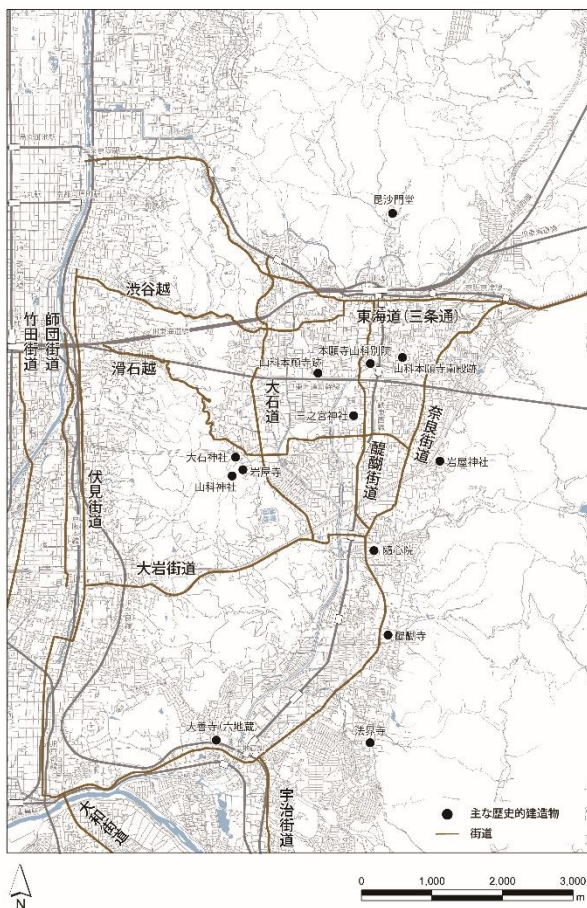 毘沙門堂
渋谷越
東海道(三条通)
師団街道
竹田街道
本願寺山科別院
山科本願寺跡
山科本願寺南殿跡
滑石越
大石道
奈良街道
三之宮神社
醍醐街道
大石神社
岩屋寺
岩屋神社
山科神社
伏見街道
大岩街道
随心院
醍醐寺
大善寺(六地蔵)
法界寺
宇治街道
大和街道
主な歴史的建造物
街道
N
0 1,000 2,000 3,000
m